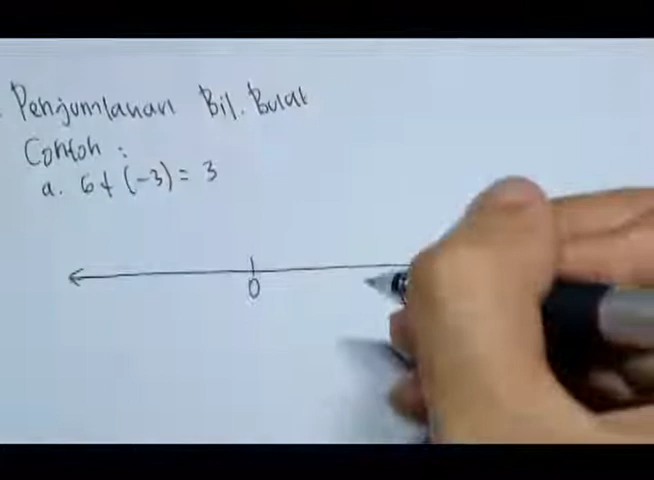 Penjumlahan Bil. Bulat
Contoh :
a. 6 + (-3) = 3
0